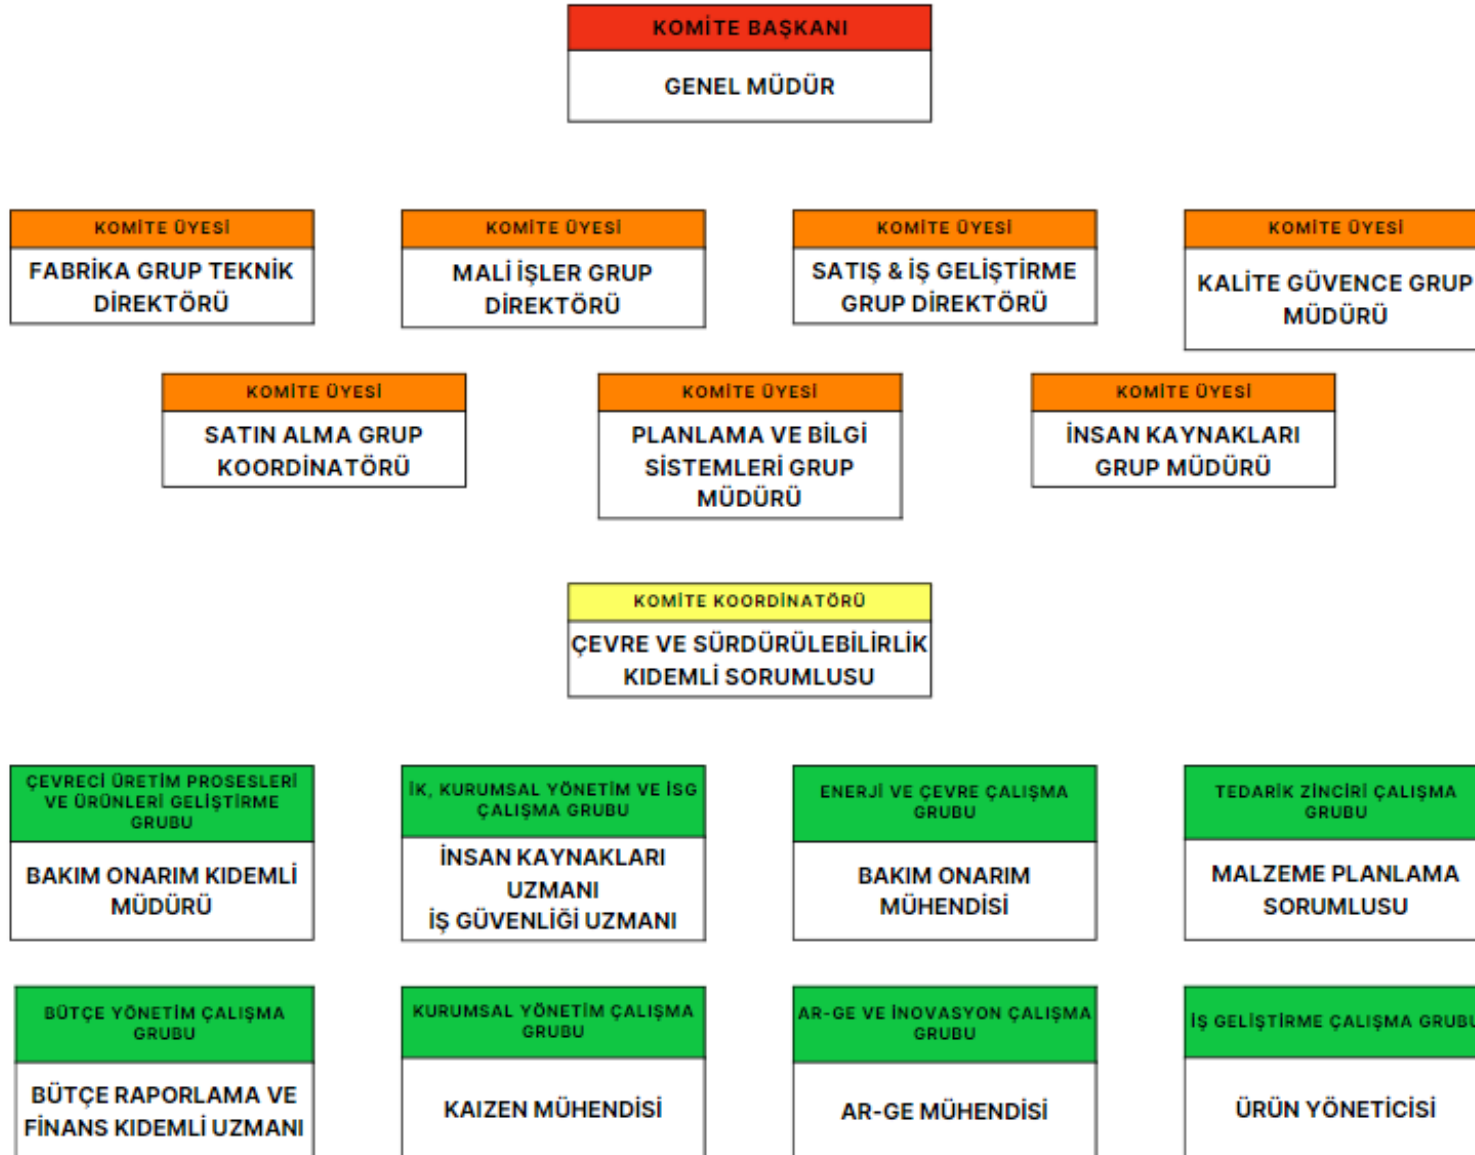 KOMİTE BAŞKANI
GENEL MÜDÜR
KOMİTE ÜYESİ
FABRİKA GRUP TEKNİK
DİREKTÖRÜ
KOMİTE ÜYESİ
MALİ İŞLER GRUP
DİREKTÖRÜ
KOMİTE ÜYESİ
SATIŞ & İŞ GELİŞTİRME
GRUP DİREKTÖRÜ
KOMİTE ÜYESİ
KALİTE GÜVENCE GRUP
MÜDÜRÜ
KOMİTE ÜYESİ
SATIN ALMA GRUP
KOORDİNATÖRÜ
KOMİTE ÜYESİ
PLANLAMA VE BİLGİ
SİSTEMLERİ GRUP
MÜDÜRÜ
KOMİTE ÜYESİ
İNSAN KAYNAKLARI
GRUP MÜDÜRÜ
KOMİTE KOORDİNATÖRÜ
ÇEVRE VE SÜRDÜRÜLEBİLİRLİK
KIDEMLİ SORUMLUSU
ÇEVRECİ ÜRETİM PROSESLERİ
VE ÜRÜNLERİ GELİŞTİRME
GRUBU
BAKIM ONARIM KIDEMLİ
MÜDÜRÜ
İK, KURUMSAL YÖNETİM VE İSG
ÇALIŞMA GRUBU
İNSAN KAYNAKLARI
UZMANI
İŞ GÜVENLİĞİ UZMANI
ENERJİ VE ÇEVRE ÇALIŞMA
GRUBU
BAKIM ONARIM
MÜHENDİSİ
TEDARİK ZİNCİRİ ÇALIŞMA
GRUBU
MALZEME PLANLAMA
SORUMLUSU
BÜTÇE YÖNETİM ÇALIŞMA
GRUBU
BÜTÇE RAPORLAMA VE
FİNANS KIDEMLİ UZMANI
KURUMSAL YÖNETİM ÇALIŞMA
GRUBU
KAIZEN MÜHENDİSİ
AR-GE VE İNOVASYON ÇALIŞMA
GRUBU
AR-GE MÜHENDİSİ
İŞ GELİŞTİRME ÇALIŞMA GRUBU
ÜRÜN YÖNETİCİSİ